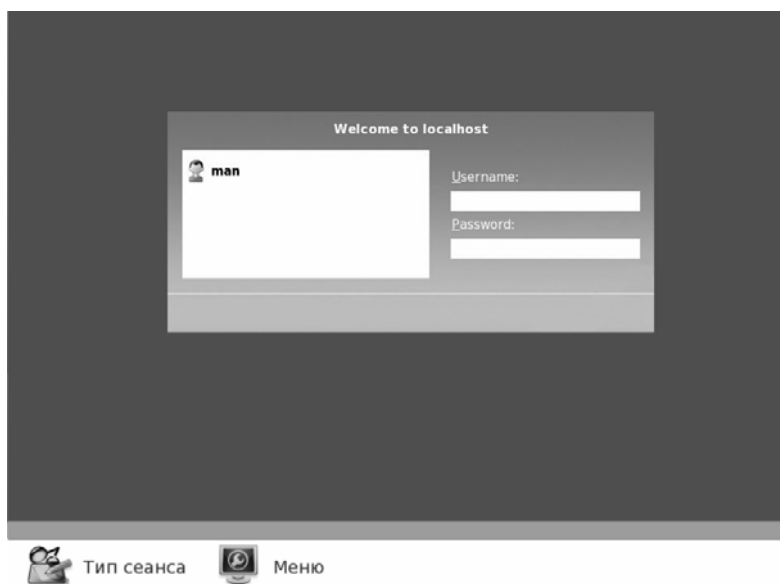 Welcome to localhost
man
Username:
Password:
Тип сеанса
Меню